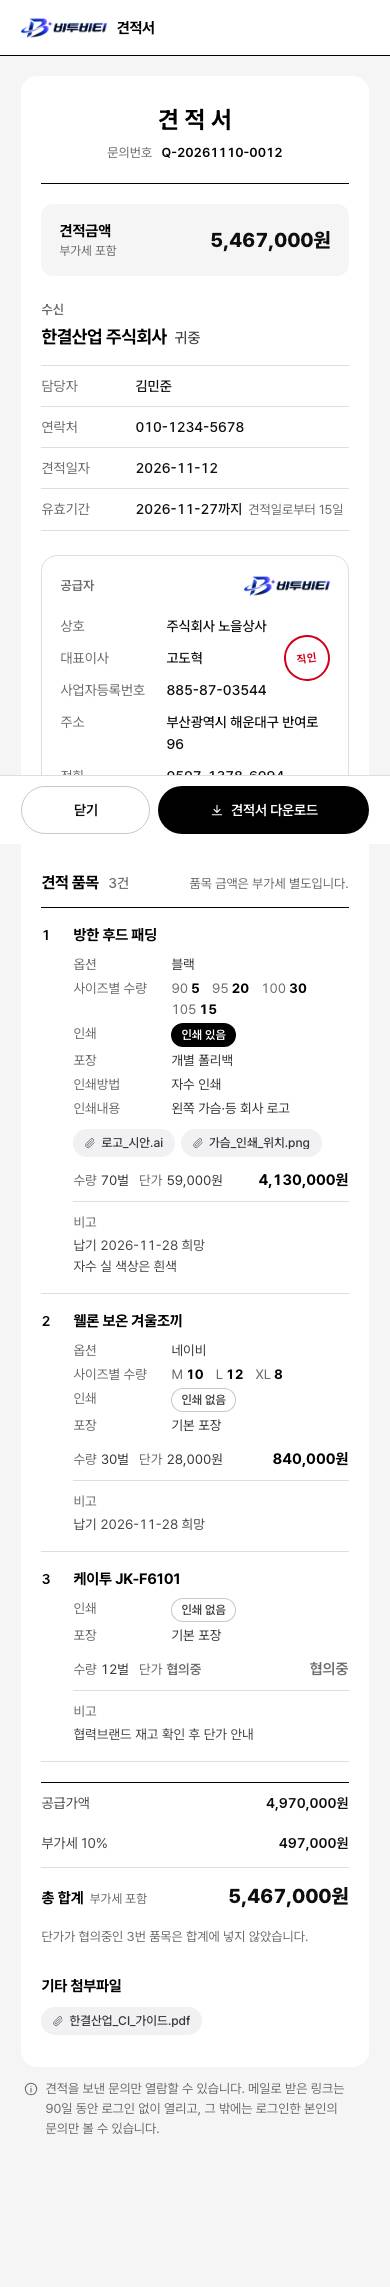 비투비티 견적서
견적서
문의번호 Q-20261110-0012
견적금액
부가세 포함
5,467,000원
수신
한결산업 주식회사 귀중
담당자 김민준
연락처 010-1234-5678
견적일자 2026-11-12
유효기간 2026-11-27까지 견적일로부터 15일
공급자 비투비티
상호 주식회사 노을상사
대표이사 고도혁
직인
사업자등록번호 885-87-03544
주소 부산광역시 해운대구 반여로
96
닫기
견적서 다운로드
견적 품목 3건 품목 금액은 부가세 별도입니다.
1 방한 후드 패딩
옵션 블랙
사이즈별 수량 90 5 95 20 100 30
105 15
인쇄 인쇄 있음
포장 개별 폴리백
인쇄방법 자수 인쇄
인쇄내용 왼쪽 가슴·등 회사 로고
로고_시안.ai 가슴_인쇄_위치.png
수량 70벌 단가 59,000원 4,130,000원
비고
납기 2026-11-28 희망
자수 실 색상은 흰색
2 웰론 보온 겨울조끼
옵션 네이비
사이즈별 수량 M 10 L 12 XL 8
인쇄 인쇄 없음
포장 기본 포장
수량 30벌 단가 28,000원 840,000원
비고
납기 2026-11-28 희망
3 케이투 JK-F6101
인쇄 인쇄 없음
포장 기본 포장
수량 12벌 단가 협의중 협의중
비고
협력브랜드 재고 확인 후 단가 안내
공급가액 4,970,000원
부가세 10% 497,000원
총 합계 부가세 포함 5,467,000원
단가가 협의중인 3번 품목은 합계에 넣지 않았습니다.
기타 첨부파일
한결산업_CI_가이드.pdf
견적을 보낸 문의만 열람할 수 있습니다. 메일로 받은 링크는
90일 동안 로그인 없이 열리고, 그 밖에는 로그인한 본인의
문의만 볼 수 있습니다.